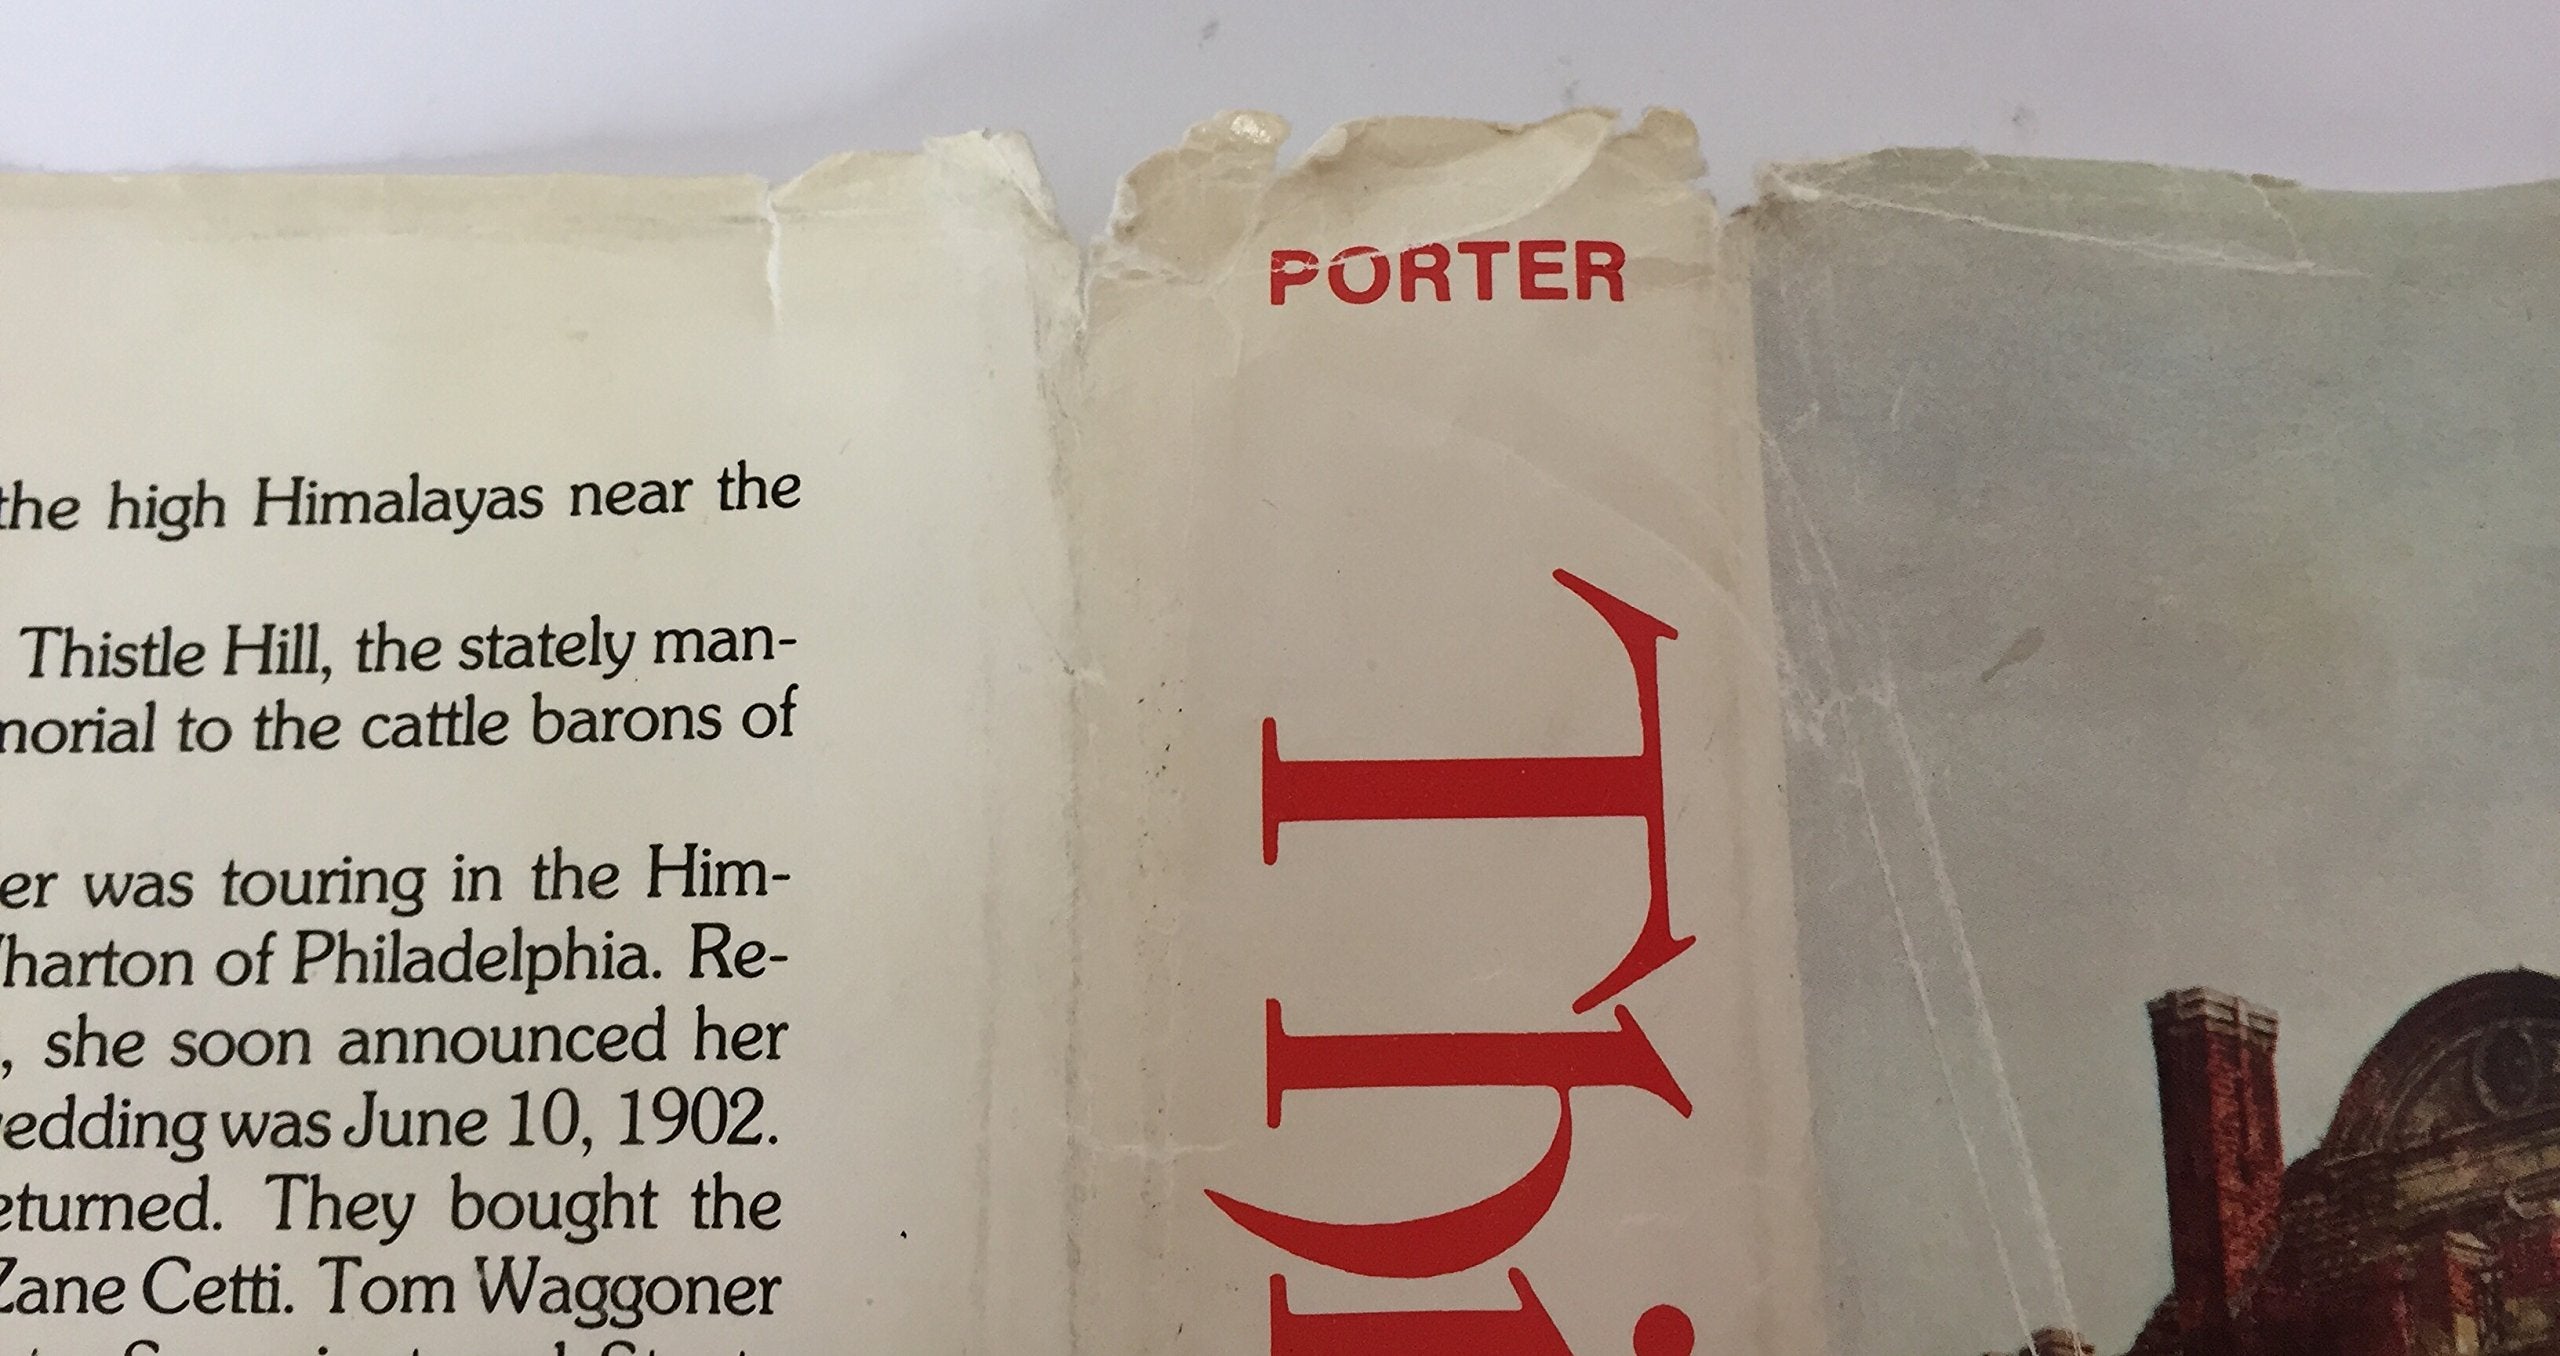 the high Himalayas near the
Thistle Hill, the stately man-
morial to the cattle barons of
er was touring in the Him-
harton of Philadelphia. Re-
, she soon announced her
edding was June 10, 1902.
eturned. They bought the
Zane Cetti. Tom Waggoner
PORTER
Thi